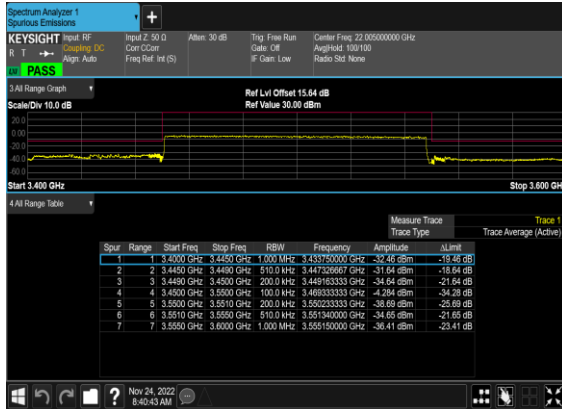 Spectrum Analyzer 1
Spurious Emissions
KEYSIGHT Input: RF Input Z: 50 Ω Atten: 30 dB Trig: Free Run Center Freq: 22.005000000 GHz
R T Coupling: DC Corr CCorr Gate: Off Avg|Hold: 100/100
Align: Auto Freq Ref: Int (S) IF Gain: Low Radio Std: None
PASS
3 All Range Graph
Ref Lvl Offset 15.64 dB
Scale/Div 10.0 dB Ref Value 30.00 dBm
20.0
0.00
-20.0
-40.0
-60.0
Start 3.400 GHz Stop 3.600 GH
4 All Range Table
Measure Trace Trace 1
Trace Type Trace Average (Active)
Spur Range Start Freq Stop Freq RBW Frequency Amplitude ΔLimit
1 1 3.4000 GHz 3.4450 GHz 1.000 MHz 3.433750000 GHz -32.46 dBm -19.46 dB
2 2 3.4450 GHz 3.4490 GHz 510.0 kHz 3.447326667 GHz -31.64 dBm -18.64 dB
3 3 3.4490 GHz 3.4500 GHz 200.0 kHz 3.449163333 GHz -34.64 dBm -21.64 dB
4 4 3.4500 GHz 3.5500 GHz 100.0 kHz 3.469333333 GHz -4.284 dBm -34.28 dB
5 5 3.5500 GHz 3.5510 GHz 200.0 kHz 3.550233333 GHz -38.69 dBm -25.69 dB
6 6 3.5510 GHz 3.5550 GHz 510.0 kHz 3.551340000 GHz -34.65 dBm -21.65 dB
7 7 3.5550 GHz 3.6000 GHz 1.000 MHz 3.555150000 GHz -36.41 dBm -23.41 dB
Nov 24, 2022
8:40:43 AM